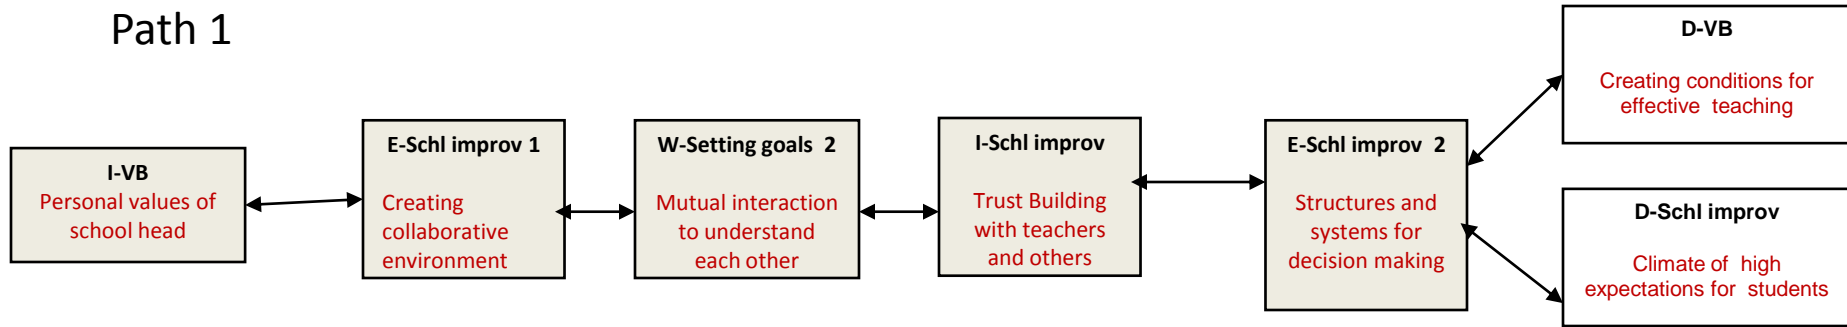 Path 1
I-VB
Personal values of
school head
E-Schl improv 1
Creating
collaborative
environment
W-Setting goals 2
Mutual interaction
to understand
each other
I-Schl improv
Trust Building
with teachers
and others
E-Schl improv 2
Structures and
systems for
decision making
D-VB
Creating conditions for
effective teaching
D-Schl improv
Climate of high
expectations for students